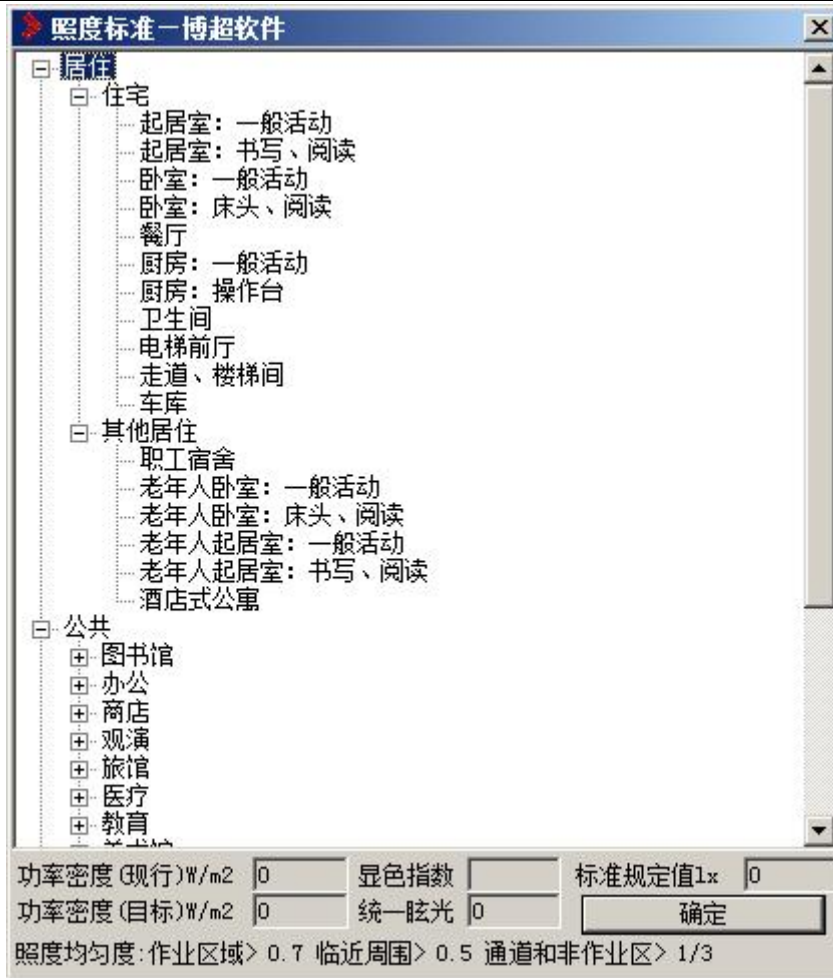 照度标准－博超软件
居住
住宅
起居室：一般活动
起居室：书写、阅读
卧室：一般活动
卧室：床头、阅读
餐厅
厨房：一般活动
厨房：操作台
卫生间
电梯前厅
走道、楼梯间
车库
其他居住
职工宿舍
老年人卧室：一般活动
老年人卧室：床头、阅读
老年人起居室：一般活动
老年人起居室：书写、阅读
酒店式公寓
公共
图书馆
办公
商店
观演
旅馆
医疗
教育
功率密度(现行)W/m2 0 显色指数 标准规定值lx 0
功率密度(目标)W/m2 0 统一眩光 0 确定
照度均匀度:作业区域> 0.7 临近周围> 0.5 通道和非作业区> 1/3